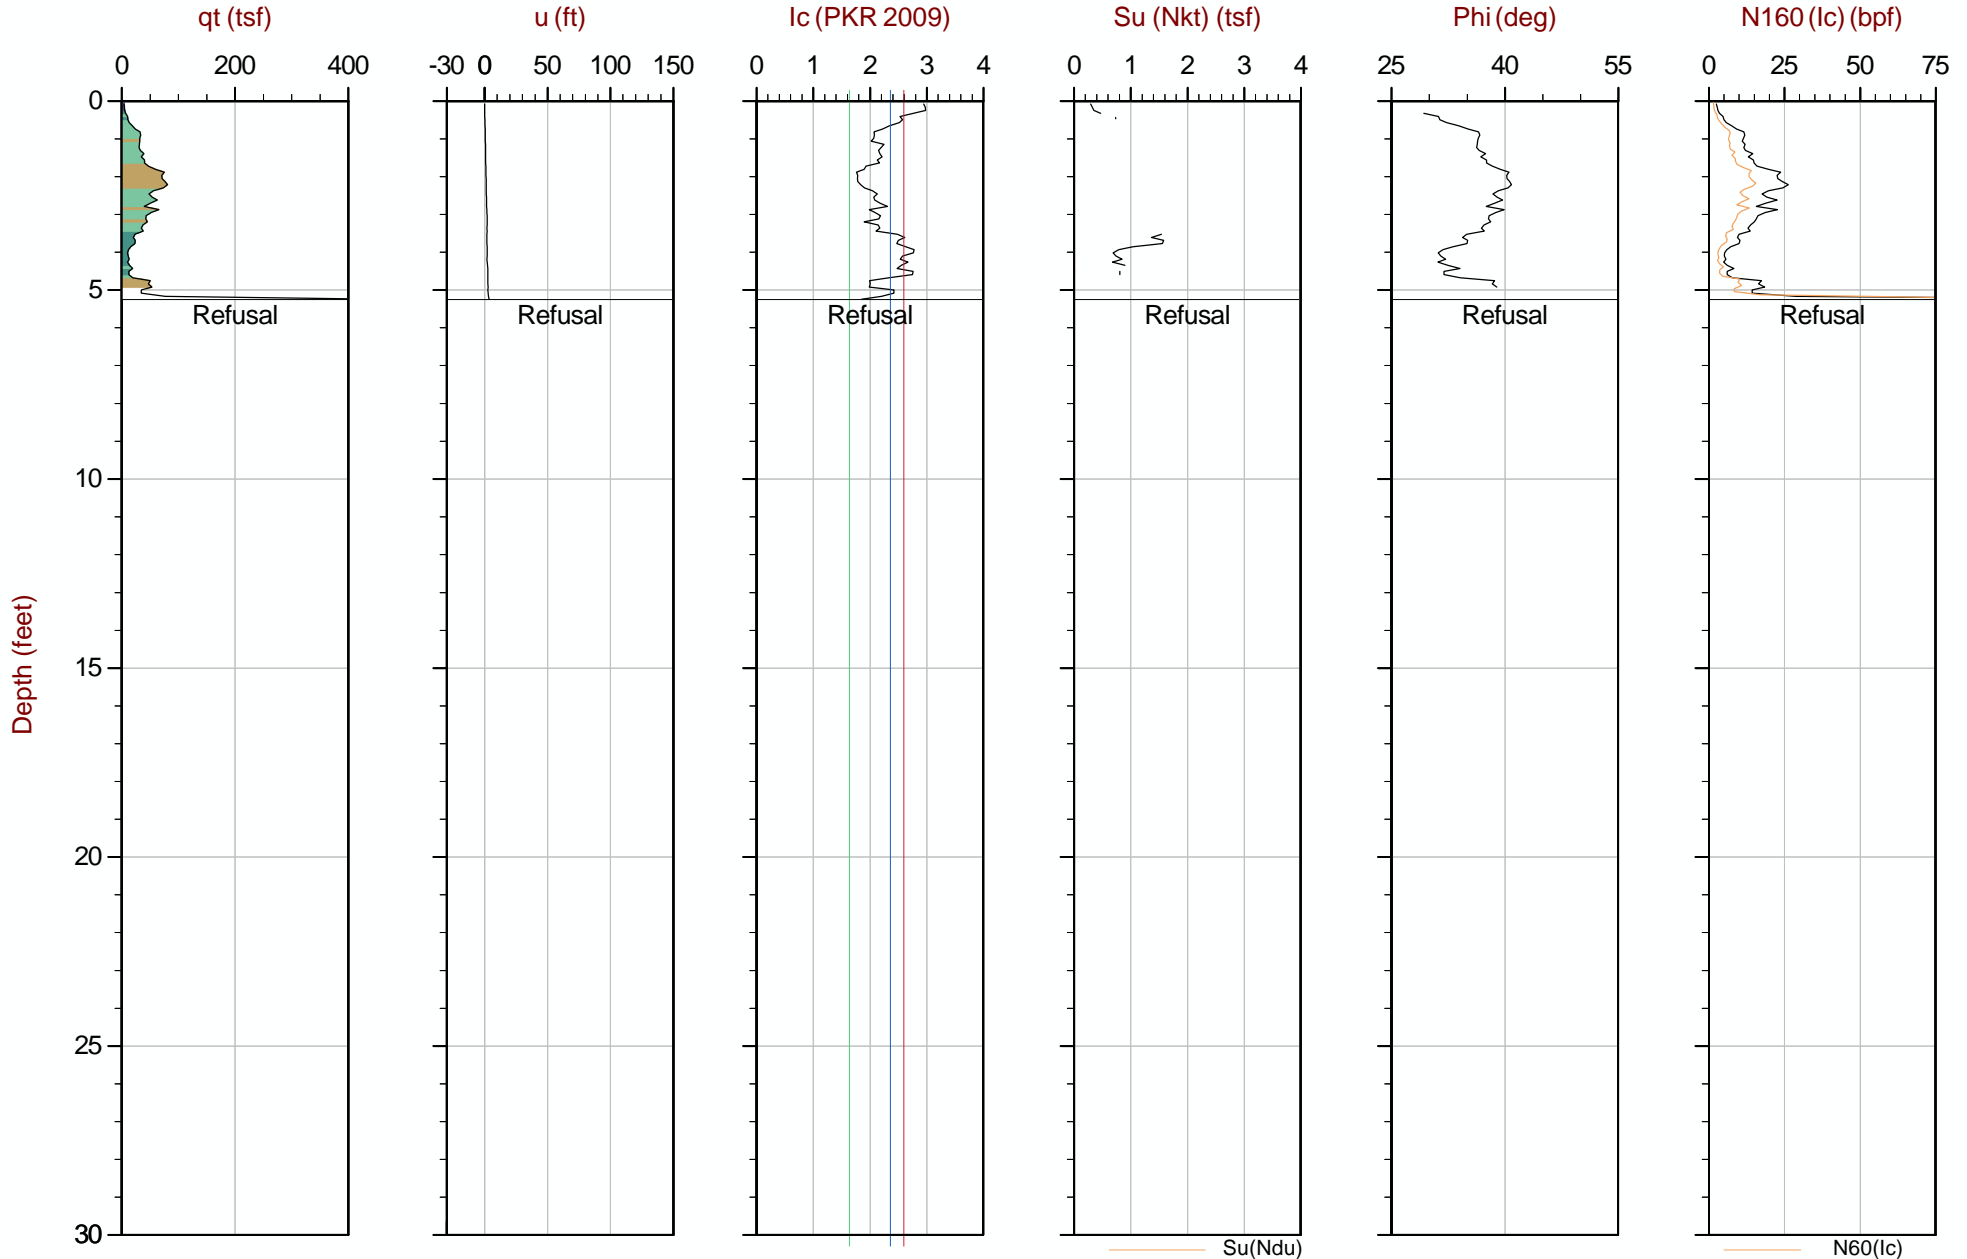 qt (tsf) u (ft) Ic (PKR 2009) Su (Nkt) (tsf) Phi (deg) N160 (Ic) (bpf)
0 200 400 -30 0 50 100 150 0 1 2 3 4 0 1 2 3 4 25 40 55 0 25 50 75
0
5
Refusal Refusal Refusal Refusal Refusal Refusal
10
15
20
25
30
Depth (feet)
Su(Ndu) N60(Ic)